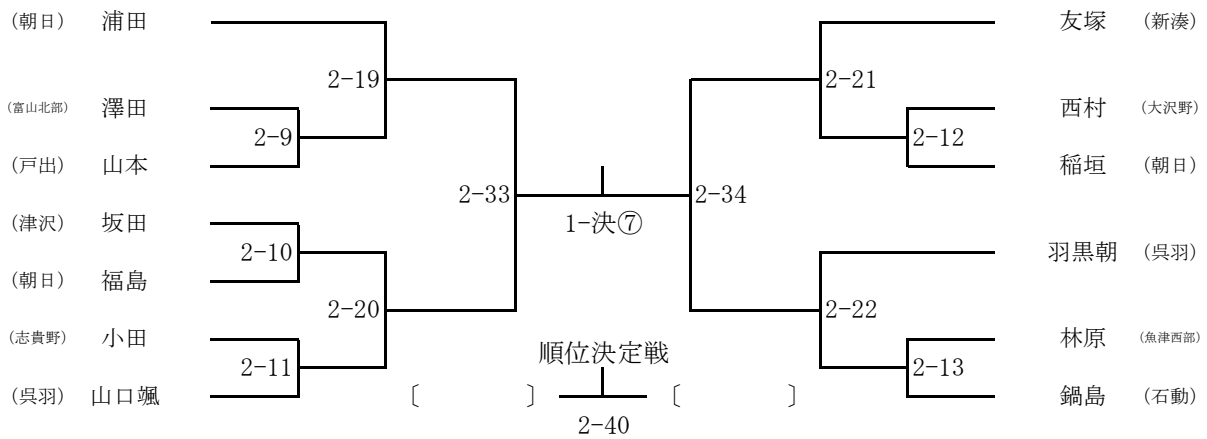 (朝日) 浦田 友塚 (新湊)
2-19 2-21
(富山北部) 澤田 西村 (大沢野)
2-9 2-12
(戸出) 山本 稲垣 (朝日)
2-33 2-34
(津沢) 坂田 1-決⑦
2-10 羽黒朝 (呉羽)
(朝日) 福島
2-20 2-22
(志貴野) 小田 林原 (魚津西部)
順位決定戦
2-11 2-13
(呉羽) 山口颯 〔 〕 〔 〕 鍋島 (石動)
2-40